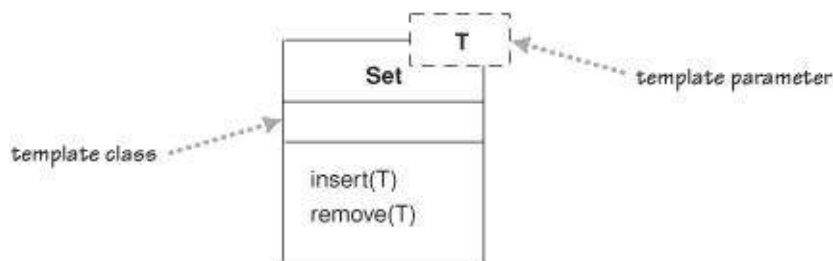 T
Set
template parameter
template class
insert(T)
remove(T)